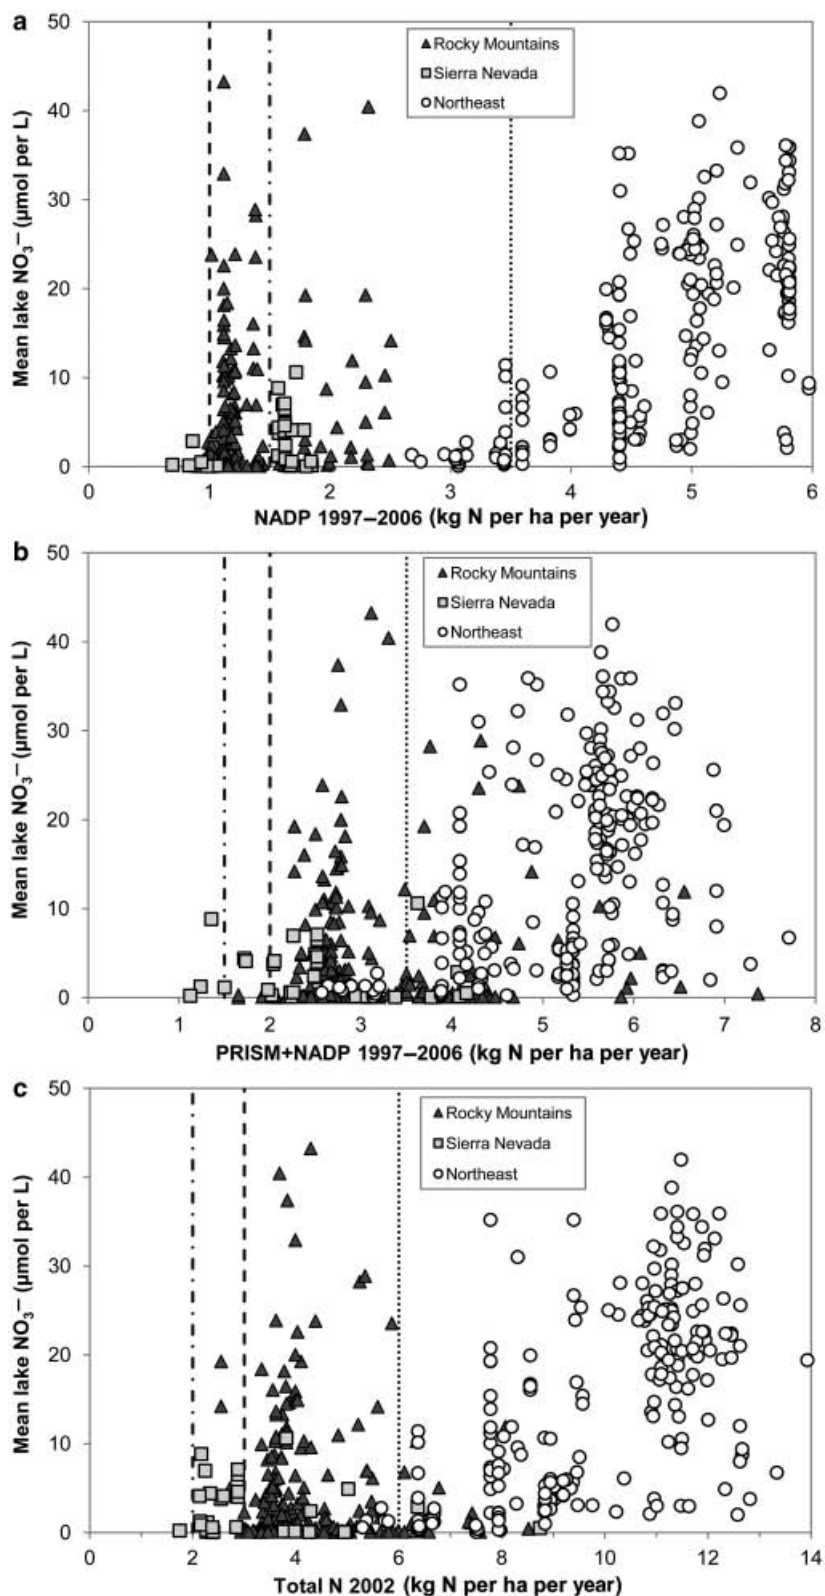 a
50
40
30
20
10
0
Mean lake NO₃⁻ (μmol per L)
Rocky Mountains
Sierra Nevada
Northeast
0 1 2 3 4 5 6
NADP 1997–2006 (kg N per ha per year)
b
50
40
30
20
10
0
Mean lake NO₃⁻ (μmol per L)
Rocky Mountains
Sierra Nevada
Northeast
0 1 2 3 4 5 6 7 8
PRISM+NADP 1997–2006 (kg N per ha per year)
c
50
40
30
20
10
0
Mean lake NO₃⁻ (μmol per L)
Rocky Mountains
Sierra Nevada
Northeast
0 2 4 6 8 10 12 14
Total N 2002 (kg N per ha per year)